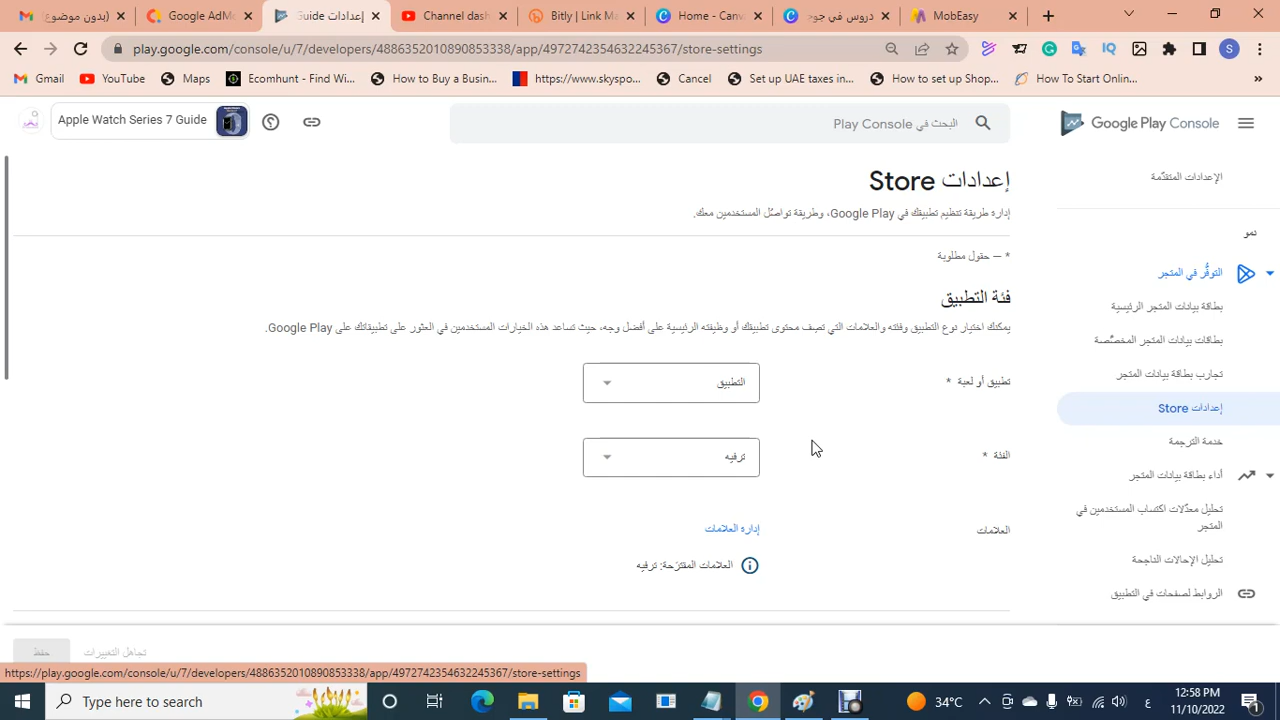 (بدون موضوع)
Google AdM
إعدادات Guide
Channel dash
Bitly | Link M
Home - Canv
دروس في جوج
MobEasy
play.google.com/console/u/7/developers/4886352010890853338/app/4972742354632245367/store-settings
S
Gmail
YouTube
Maps
Ecomhunt - Find Wi...
How to Buy a Busin...
https://www.skyspo...
Cancel
Set up UAE taxes in...
How to set up Shop...
How To Start Online...
»
Apple Watch Series 7 Guide
البحث في Play Console
Google Play Console
الإعدادات المتقدّمة
نمو
التوفُّر في المتجر
بطاقة بيانات المتجر الرئيسية
بطاقات بيانات المتجر المخصّصة
تجارب بطاقة بيانات المتجر
إعدادات Store
خدمة الترجمة
أداء بطاقة بيانات المتجر
تحليل معدّلات اكتساب المستخدمين في
المتجر
تحليل الإحالات الناجحة
الروابط لصفحات في التطبيق
إعدادات Store
إدارة طريقة تنظيم تطبيقك في Google Play، وطريقة تواصُل المستخدمين معك.
* – حقول مطلوبة
فئة التطبيق
يمكنك اختيار نوع التطبيق وفئته والعلامات التي تصِف محتوى تطبيقك أو وظيفته الرئيسية على أفضل وجه، حيث تساعد هذه الخيارات المستخدمين في العثور على تطبيقاتك على Google Play.
تطبيق أو لعبة *
التطبيق
الفئة *
ترفيه
العلامات
إدارة العلامات
العلامات المقترَحة: ترفيه
تجاهل التغييرات
حفظ
https://play.google.com/console/u/7/developers/4886352010890853338/app/4972742354632245367/store-settings
Type here to search
34°C
ع
12:58 PM
11/10/2022
1